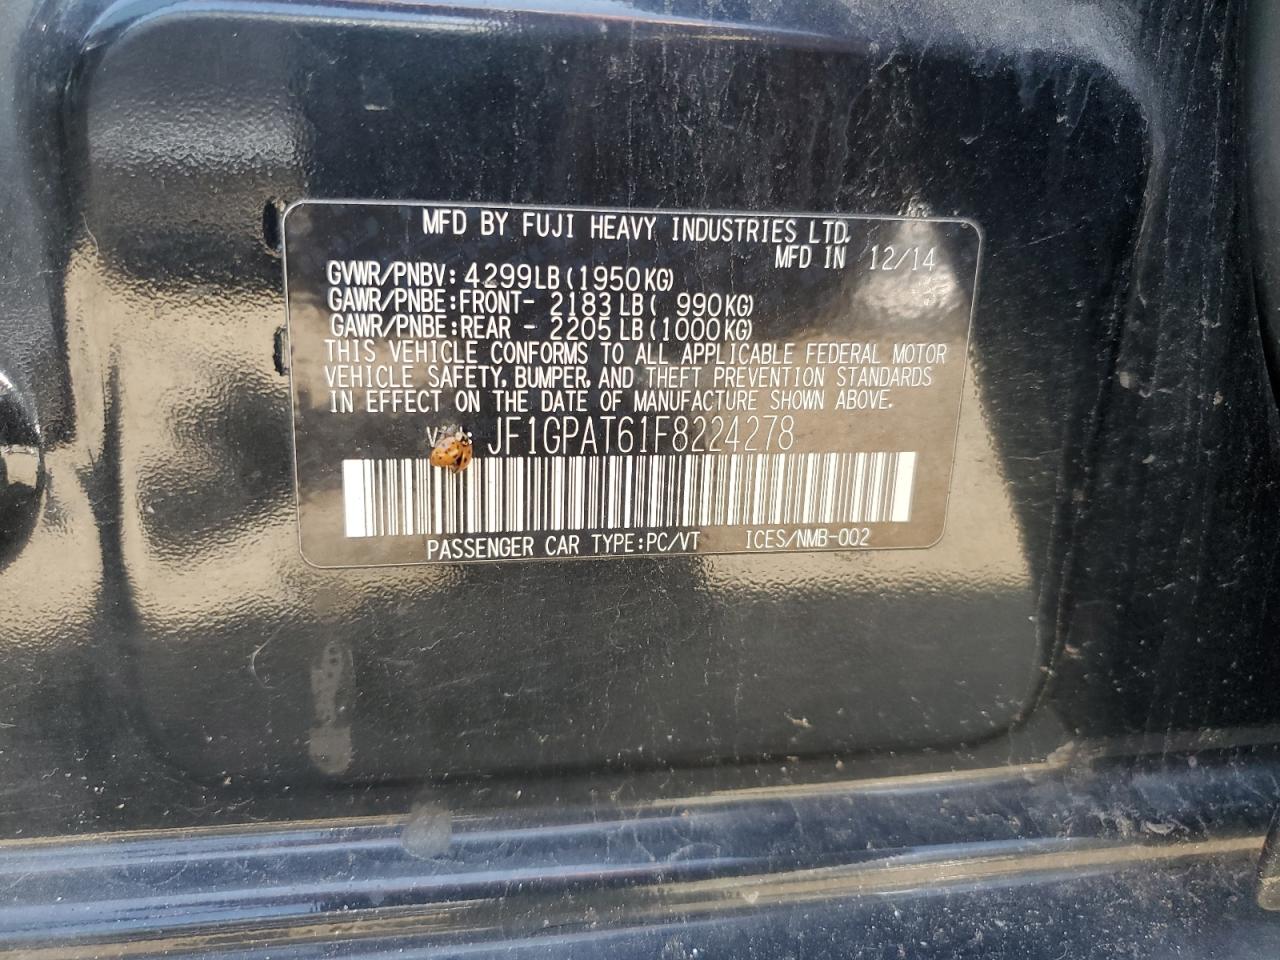 MFD BY FUJI HEAVY INDUSTRIES LTD.
MFD IN 12/14
GVWR/PNBV: 4299LB (1950KG)
GAWR/PNBE:FRONT- 2183 LB ( 990KG)
GAWR/PNBE:REAR - 2205 LB (1000KG)
THIS VEHICLE CONFORMS TO ALL APPLICABLE FEDERAL MOTOR
VEHICLE SAFETY, BUMPER, AND THEFT PREVENTION STANDARDS
IN EFFECT ON THE DATE OF MANUFACTURE SHOWN ABOVE.
JF1GPAT61F8224278
PASSENGER CAR TYPE:PC/VT ICES/NMB-002